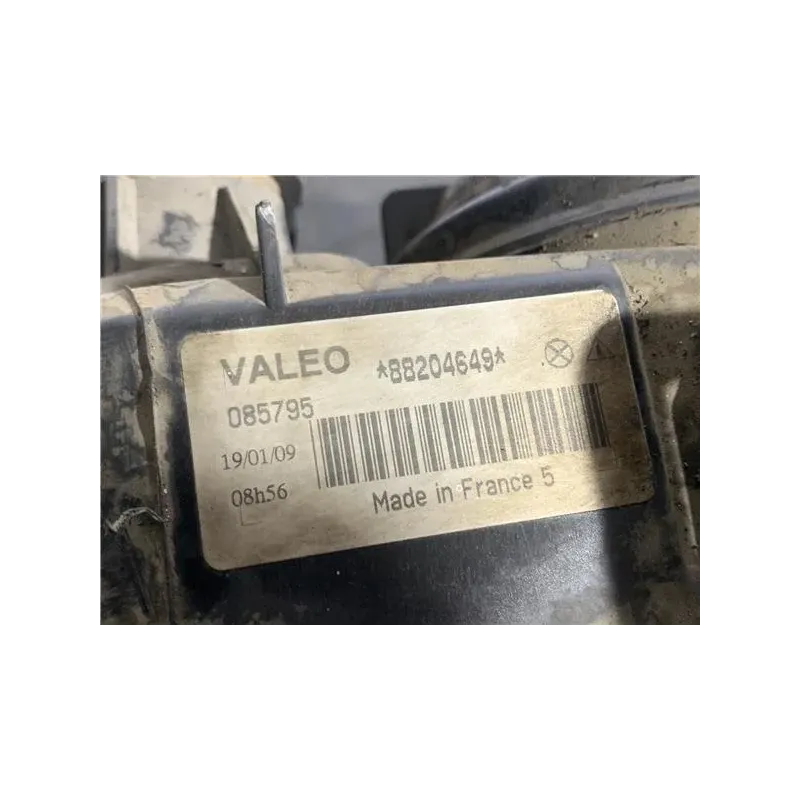 VALEO *88204649*
085795
19/01/09
08h56
Made in France 5